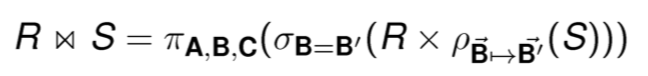 R ⋈ S = π_{A,B,C}(σ_{B=B′}(R × ρ_{B⃗↦B⃗′}(S)))